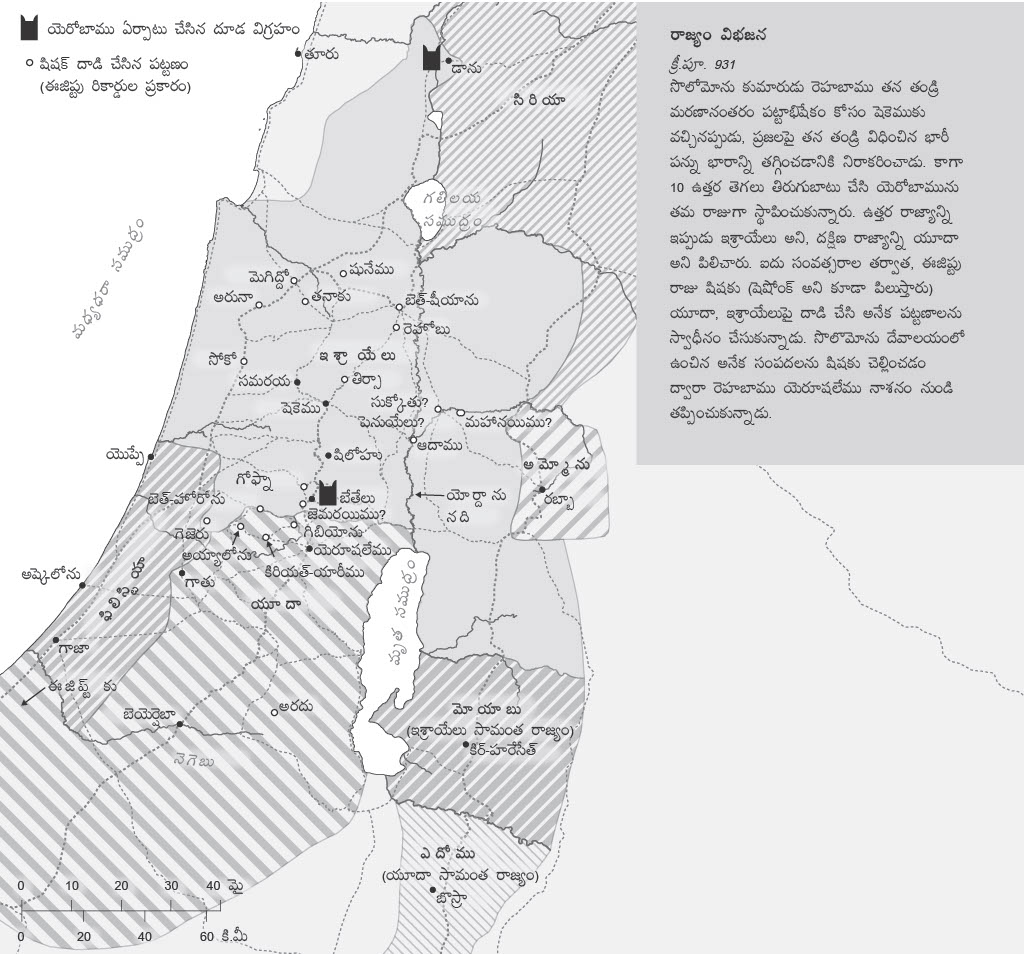 యెరోబాము ఏర్పాటు చేసిన దూడ విగ్రహం
షిషక్ దాడి చేసిన పట్టణం
(ఈజిప్టు రికార్డుల ప్రకారం)
రాజ్యం విభజన
క్రీ.పూ. 931
సొలొమోను కుమారుడు రెహబాము తన తండ్రి
మరణానంతరం పట్టాభిషేకం కోసం షెకెముకు
వచ్చినప్పుడు, ప్రజలపై తన తండ్రి విధించిన భారీ
పన్ను భారాన్ని తగ్గించడానికి నిరాకరించాడు. కాగా
10 ఉత్తర తెగలు తిరుగుబాటు చేసి యెరోబామును
తమ రాజుగా స్థాపించుకున్నారు. ఉత్తర రాజ్యాన్ని
ఇప్పుడు ఇశ్రాయేలు అని, దక్షిణ రాజ్యాన్ని యూదా
అని పిలిచారు. ఐదు సంవత్సరాల తర్వాత, ఈజిప్టు
రాజు షిషకు (షెషోంక్ అని కూడా పిలుస్తారు)
యూదా, ఇశ్రాయేలుపై దాడి చేసి అనేక పట్టణాలను
స్వాధీనం చేసుకున్నాడు. సొలొమోను దేవాలయంలో
ఉంచిన అనేక సంపదలను షిషకు చెల్లించడం
ద్వారా రెహబాము యెరూషలేము నాశనం నుండి
తప్పించుకున్నాడు.
తూరు
డాను
సిరియా
గలిలయ
సముద్రం
మధ్యధరా సముద్రం
మెగిద్దో
షునేము
అరునా
తనాకు
బెత్-షీయాను
రెహోబు
ఇశ్రాయేలు
సోకో
సమరయ
తిర్సా
షెకెము
సుక్కోతు?
పెనుయేలు?
మహానయిము?
ఆదాము
యొప్పే
షిలోహు
అమ్మోను
రబ్బా
గోఫ్నా
బేతేలు
యొర్దాను
నది
బెత్-హోరోను
జెమరయిము?
గెజెరు
గిబియోను
అయ్యాలోను
యెరూషలేము
అష్కెలోను
కిరియత్-యారీము
గాతు
యూదా
మృత సముద్రం
గాజా
ఈజిప్ట్ కు
బెయెర్షెబా
అరదు
మోయాబు
(ఇశ్రాయేలు సామంత రాజ్యం)
కిర్-హరేసేత్
నెగెబు
ఎదోము
(యూదా సామంత రాజ్యం)
బొస్రా
0 10 20 30 40 మై
0 20 40 60 కి.మీ